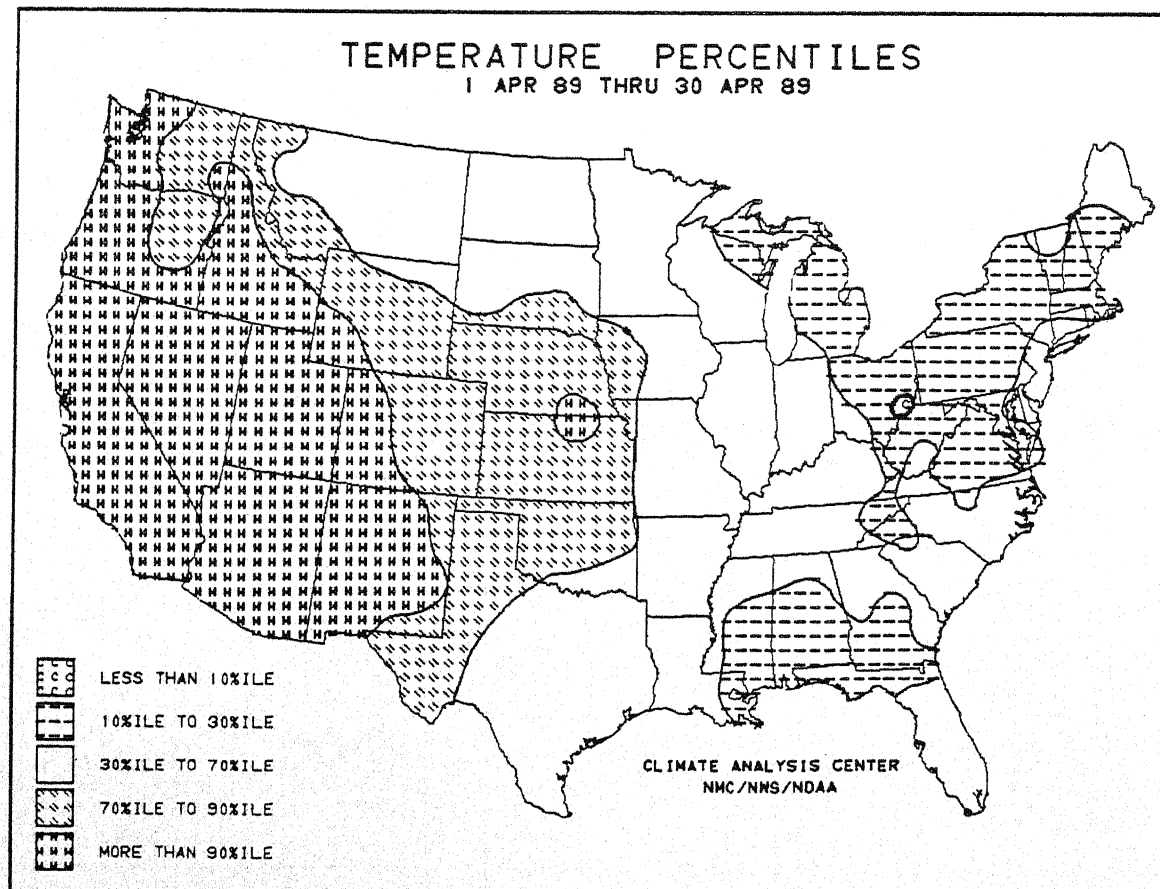 TEMPERATURE PERCENTILES
1 APR 89 THRU 30 APR 89
LESS THAN 10%ILE
10%ILE TO 30%ILE
30%ILE TO 70%ILE
70%ILE TO 90%ILE
MORE THAN 90%ILE
CLIMATE ANALYSIS CENTER
NMC/NWS/NOAA